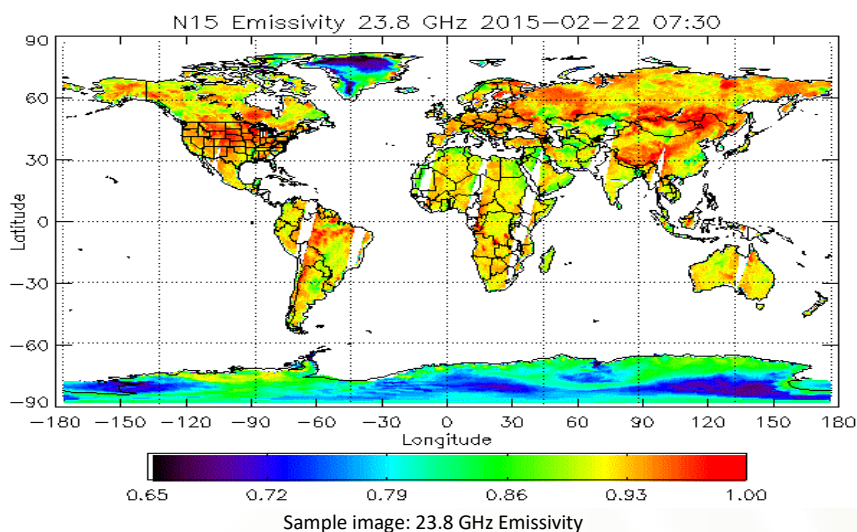 N15 Emissivity 23.8 GHz 2015-02-22 07:30
90
60
30
0
-30
-60
-90
Latitude
-180 -150 -120 -90 -60 -30 0 30 60 90 120 150 180
Longitude
0.65 0.72 0.79 0.86 0.93 1.00
Sample image: 23.8 GHz Emissivity